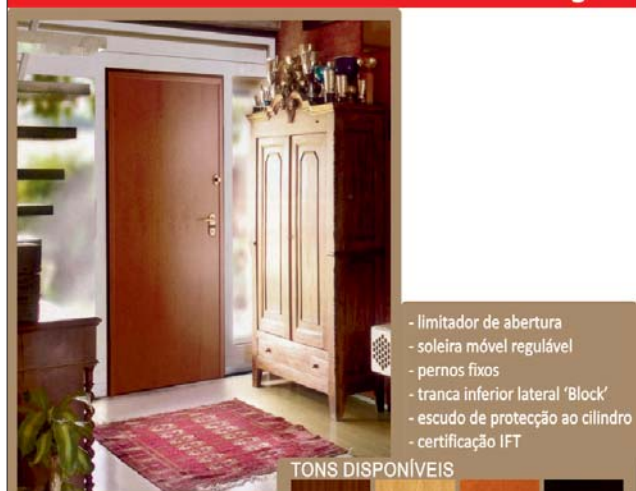 - limitador de abertura
- soleira móvel regulável
- pernos fixos
- tranca inferior lateral ‘Block’
- escudo de protecção ao cilindro
- certificação IFT
TONS DISPONÍVEIS